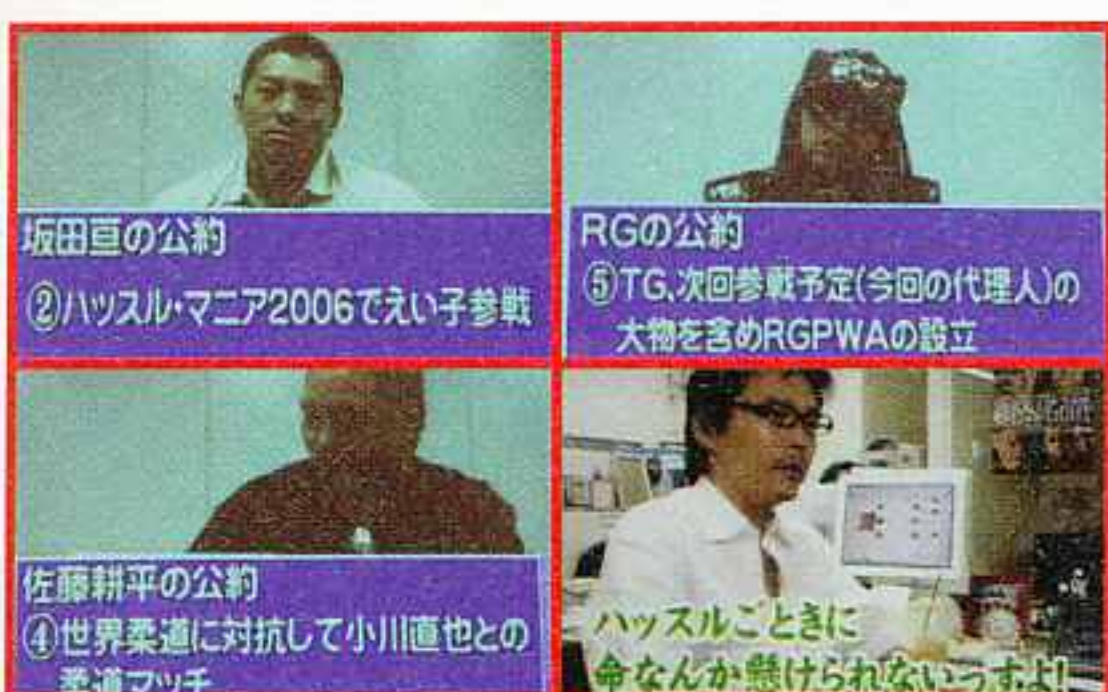 坂田亘の公約
②ハッスル・マニア2006でえい子参戦
RGの公約
⑤TG、次回参戦予定(今回の代理人)の
大物を含めRGPWAの設立
佐藤耕平の公約
④世界柔道に対抗して小川直也との
柔道マッチ
ハッスルごときに
命なんか懸けられないっすよ!